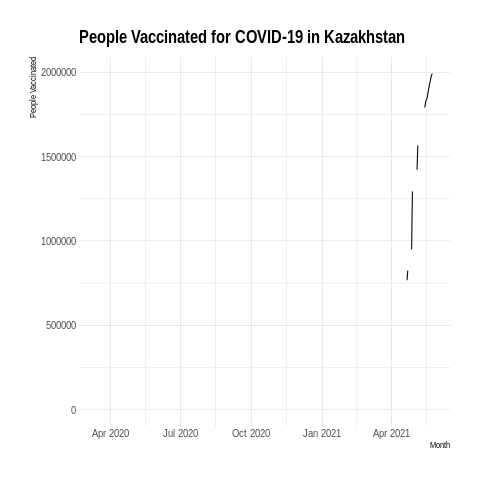 People Vaccinated for COVID-19 in Kazakhstan
People Vaccinated
2000000
1500000
1000000
500000
0
Apr 2020 Jul 2020 Oct 2020 Jan 2021 Apr 2021
Month